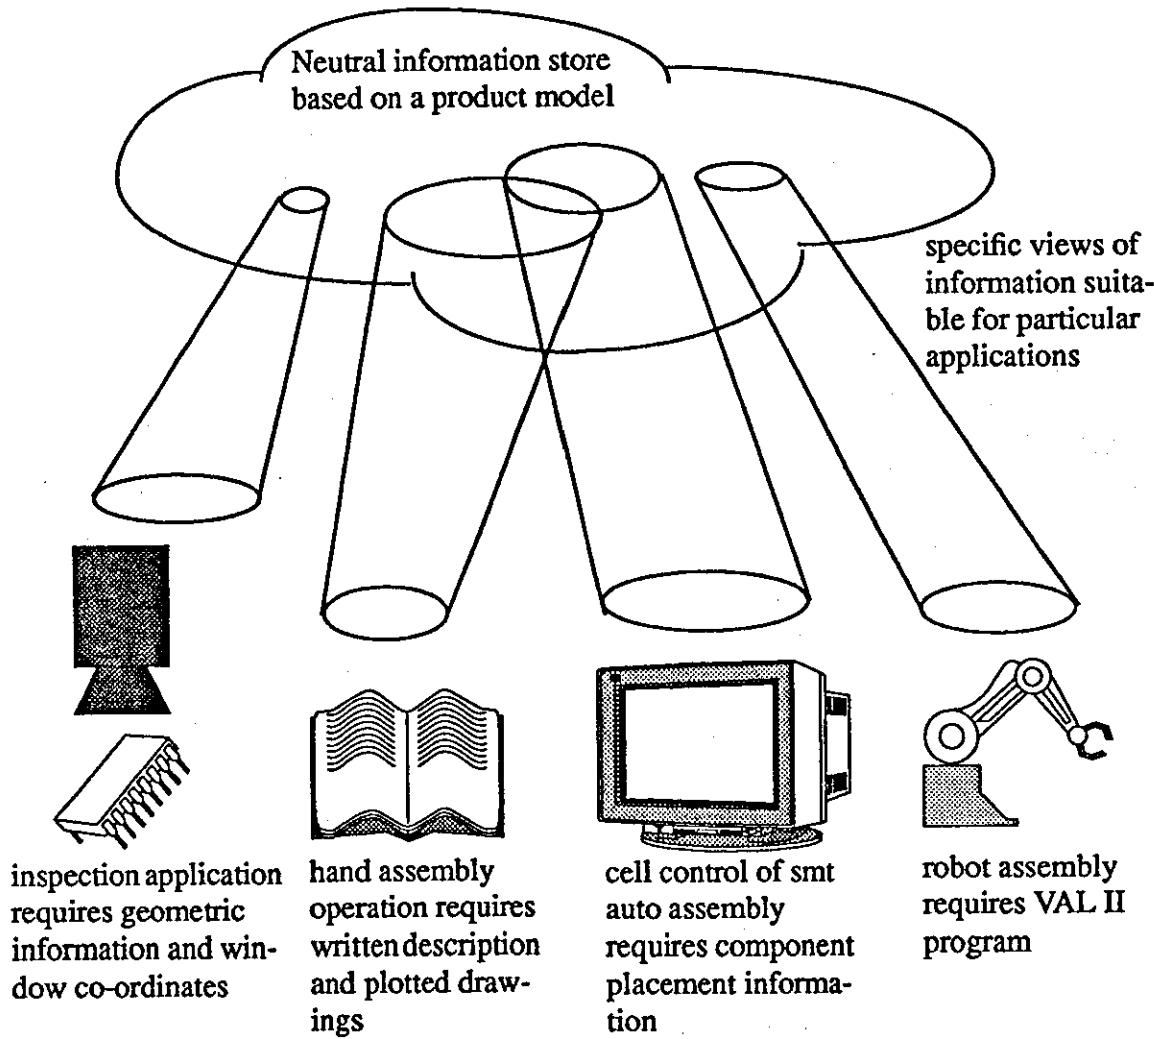 Neutral information store
based on a product model
specific views of
information suita-
ble for particular
applications
inspection application
requires geometric
information and win-
dow co-ordinates
hand assembly
operation requires
written description
and plotted draw-
ings
cell control of smt
auto assembly
requires component
placement informa-
tion
robot assembly
requires VAL II
program